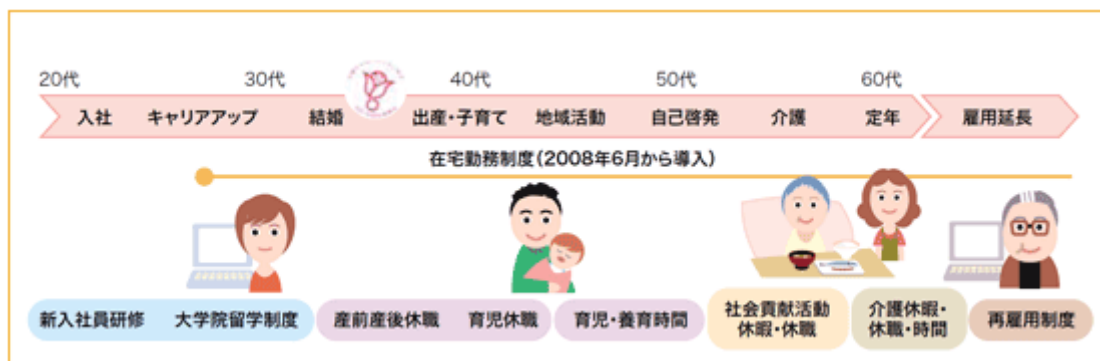 20代 30代 40代 50代 60代
入社 キャリアアップ 結婚 出産・子育て 地域活動 自己啓発 介護 定年 雇用延長
在宅勤務制度(2008年6月から導入)
新入社員研修 大学院留学制度 産前産後休職 育児休職 育児・養育時間
社会貢献活動
休暇・休職
介護休暇・
休職・時間
再雇用制度